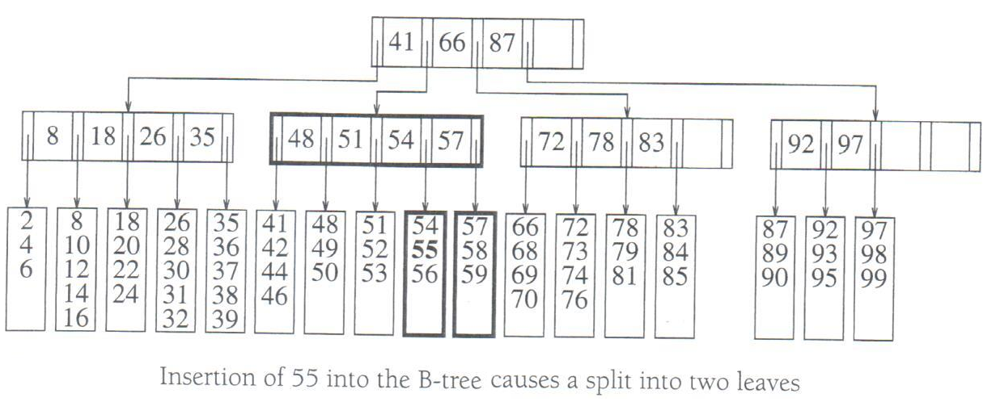 41 66 87
8 18 26 35
48 51 54 57
72 78 83
92 97
2 8 18 26 35 41 48 51 54 57 66 72 78 83 87 92 97
4 10 20 28 36 42 49 52 55 58 68 73 79 84 89 93 98
6 12 22 30 37 44 50 53 56 59 69 74 81 85 90 95 99
14 24 31 38 46 70 76
16 32 39
Insertion of 55 into the B-tree causes a split into two leaves